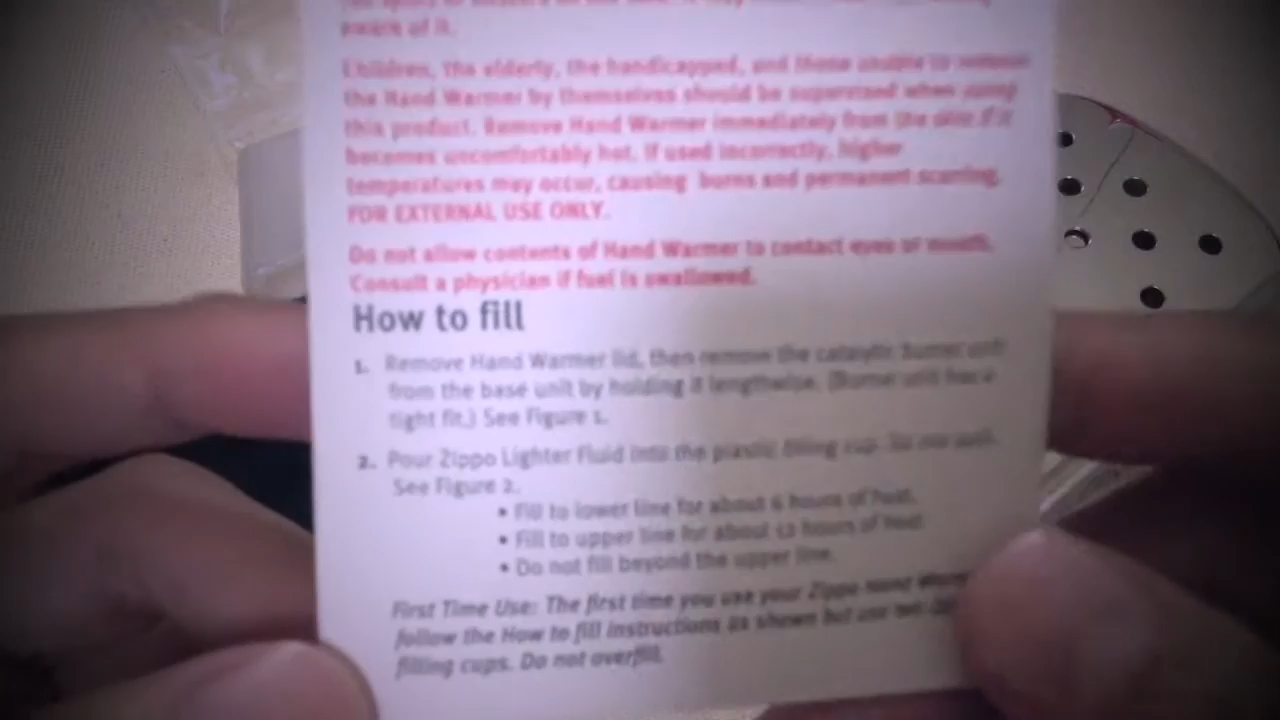 aware of it.
Children, the elderly, the handicapped, and those unable to remove
the Hand Warmer by themselves should be supervised when using
this product. Remove Hand Warmer immediately from the skin if it
becomes uncomfortably hot. If used incorrectly, higher
temperatures may occur, causing burns and permanent scarring.
FOR EXTERNAL USE ONLY.
Do not allow contents of Hand Warmer to contact eyes or mouth.
Consult a physician if fuel is swallowed.
How to fill
1. Remove Hand Warmer lid, then remove the catalytic burner unit
from the base unit by holding it lengthwise. (Burner unit has a
tight fit.) See Figure 1.
2. Pour Zippo Lighter Fluid into the plastic filling cup.
See Figure 2.
• Fill to lower line for about 6 hours of heat.
• Fill to upper line for about 12 hours of heat.
• Do not fill beyond the upper line.
First Time Use: The first time you use your Zippo Hand
follow the How to fill instructions as shown but use two
filling cups. Do not overfill.